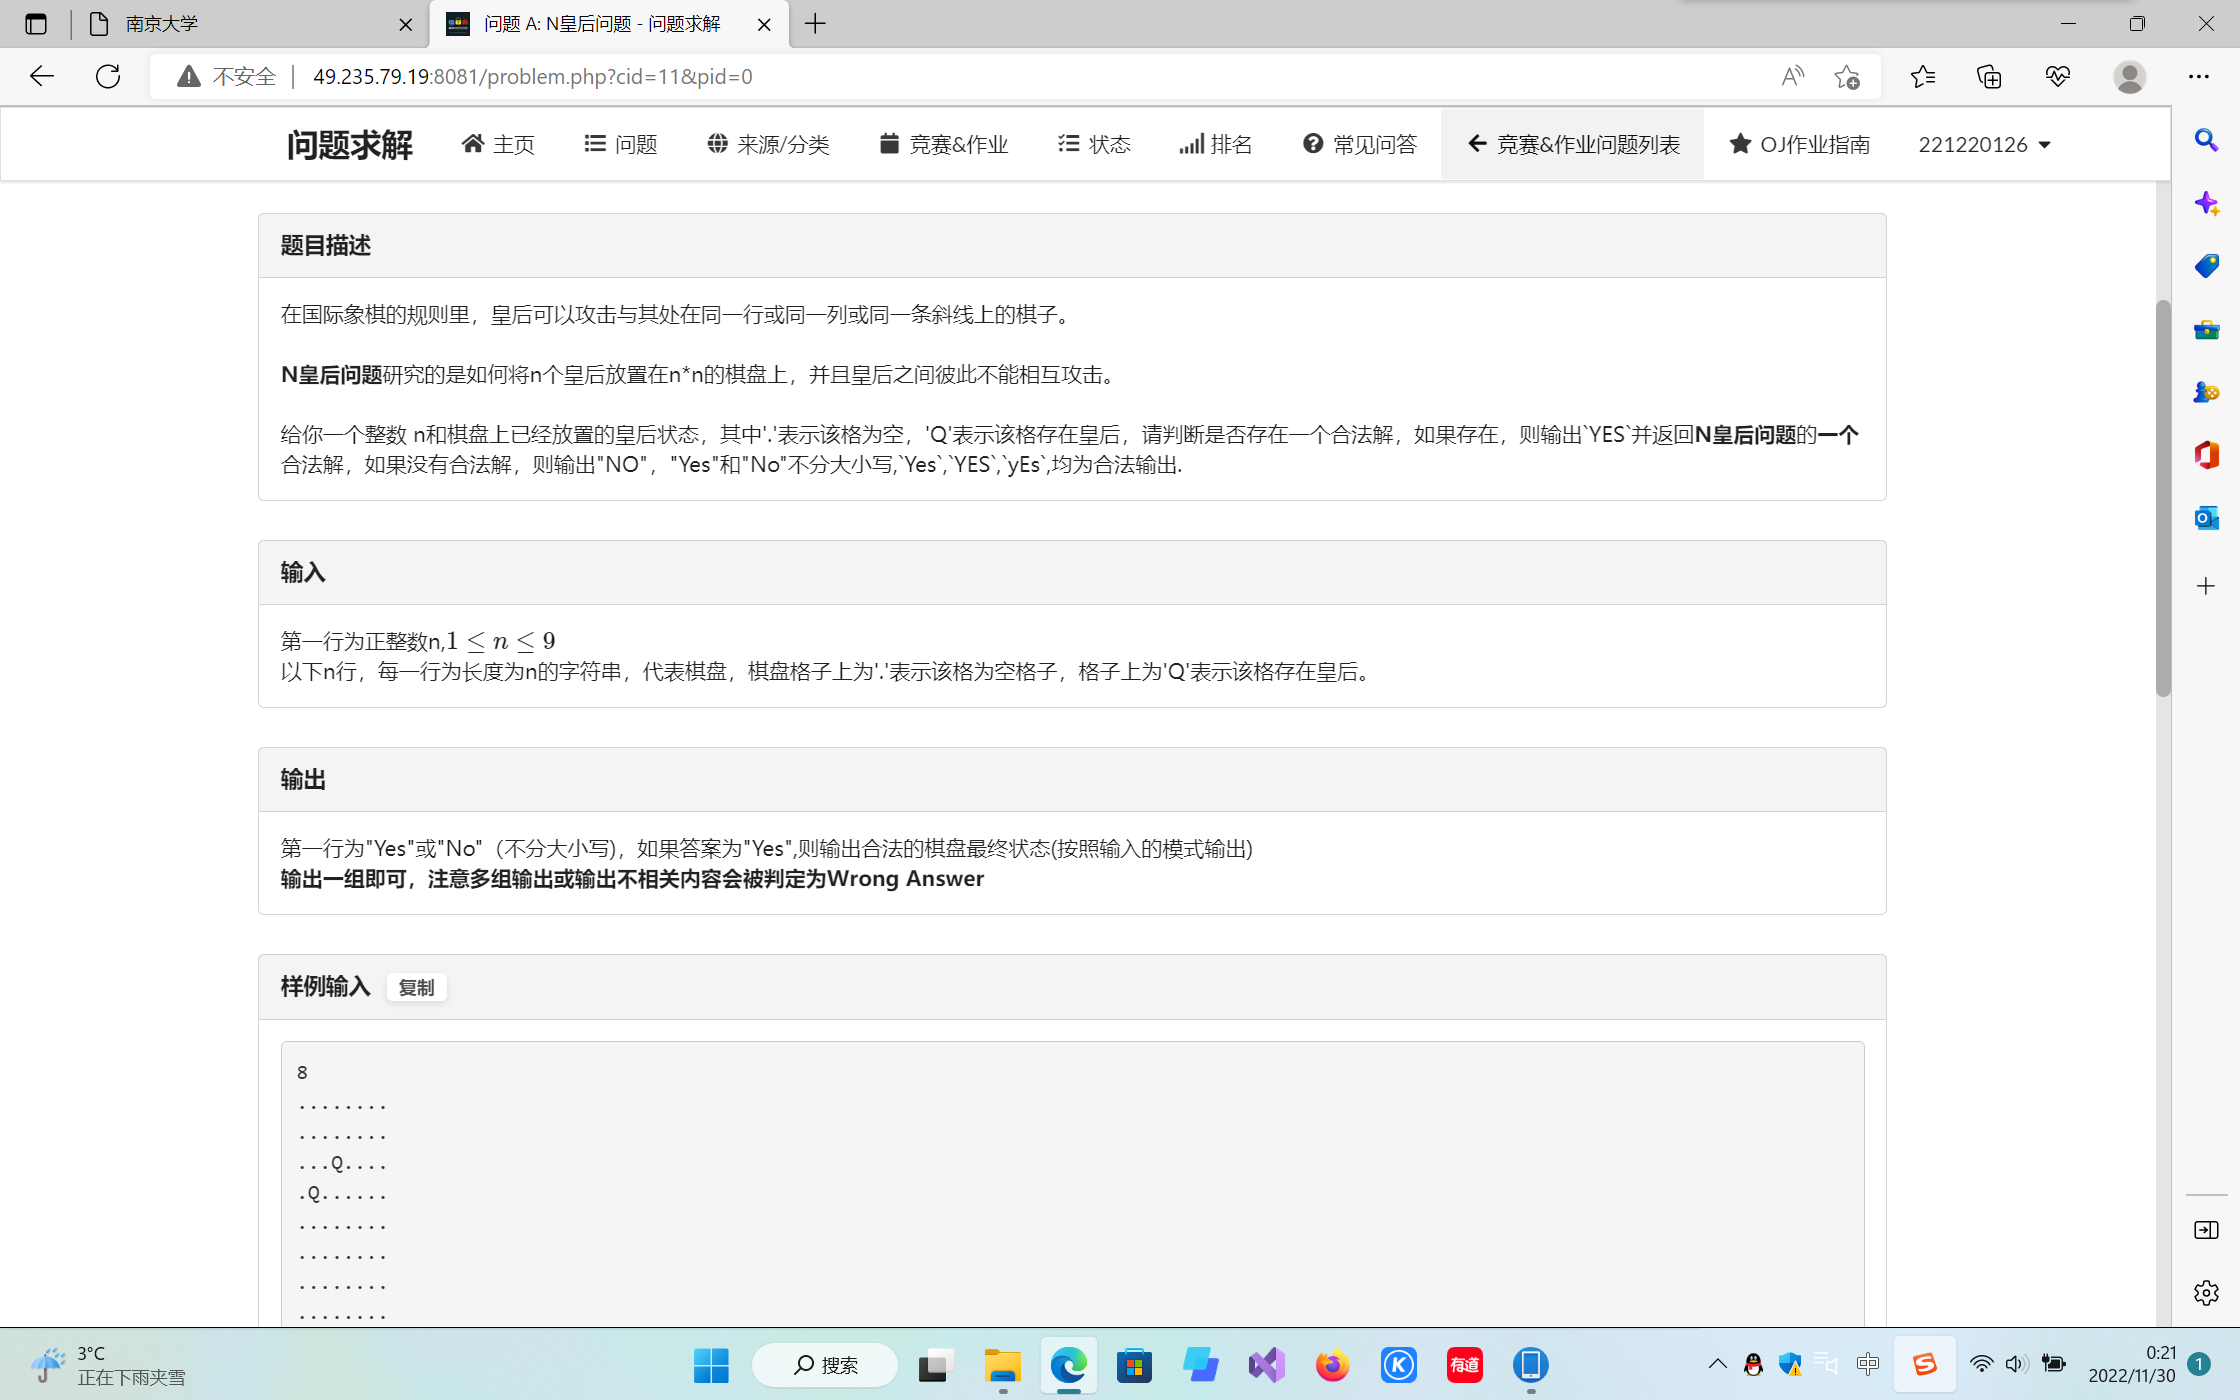 南京大学
问题 A: N皇后问题 - 问题求解
不安全 49.235.79.19:8081/problem.php?cid=11&pid=0
问题求解 主页 问题 来源/分类 竞赛&作业 状态 排名 常见问答 竞赛&作业问题列表 OJ作业指南 221220126
题目描述
在国际象棋的规则里，皇后可以攻击与其处在同一行或同一列或同一条斜线上的棋子。
N皇后问题研究的是如何将n个皇后放置在n*n的棋盘上，并且皇后之间彼此不能相互攻击。
给你一个整数 n和棋盘上已经放置的皇后状态，其中'.'表示该格为空，'Q'表示该格存在皇后，请判断是否存在一个合法解，如果存在，则输出`YES`并返回N皇后问题的一个
合法解，如果没有合法解，则输出"NO"，"Yes"和"No"不分大小写,`Yes`,`YES`,`yEs`,均为合法输出.
输入
第一行为正整数n,1 ≤ n ≤ 9
以下n行，每一行为长度为n的字符串，代表棋盘，棋盘格子上为'.'表示该格为空格子，格子上为'Q'表示该格存在皇后。
输出
第一行为"Yes"或"No"（不分大小写)，如果答案为"Yes",则输出合法的棋盘最终状态(按照输入的模式输出)
输出一组即可，注意多组输出或输出不相关内容会被判定为Wrong Answer
样例输入 复制
8
........
........
...Q....
.Q......
........
........
........
........
3°C
正在下雨夹雪
搜索
有道
中
0:21
2022/11/30
1